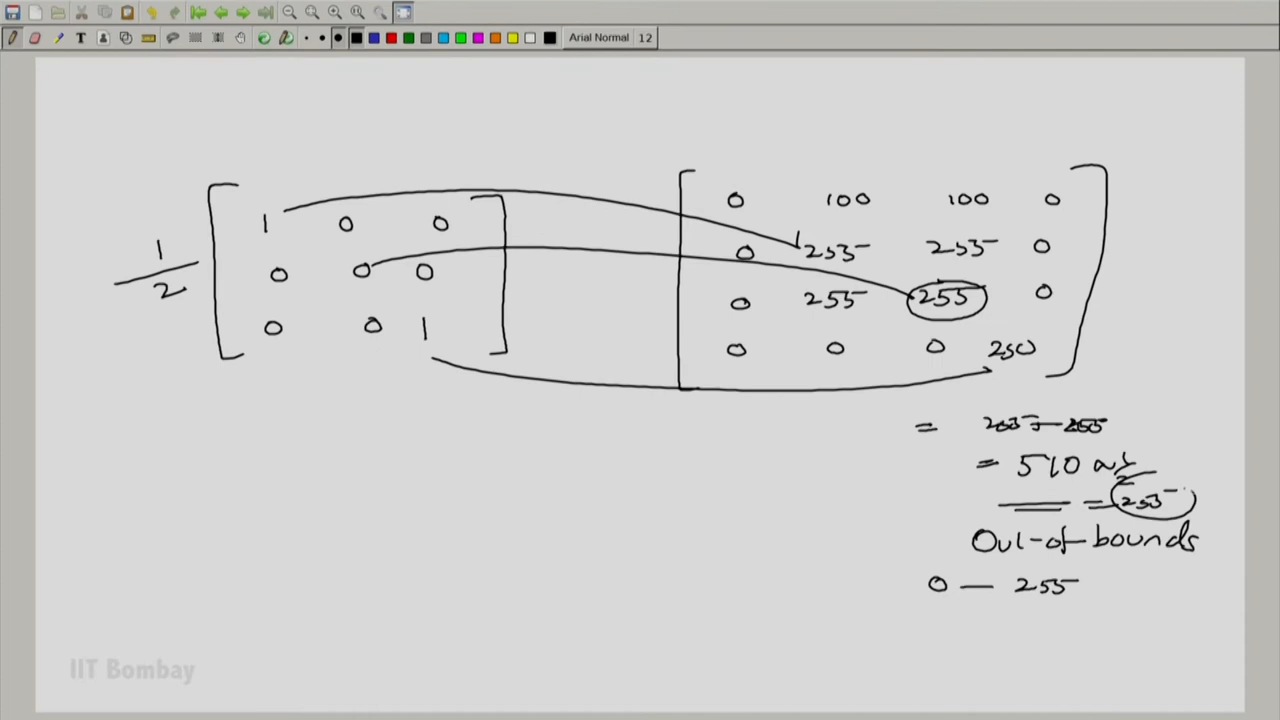 Arial Normal 12
1 0 0
1/2 0 0 0
0 0 1
0 100 100 0
0 255 255 0
0 255 255 0
0 0 0 250
= 255 + 255
= 510
= 255
Out-of-bounds
0 — 255
IIT Bombay